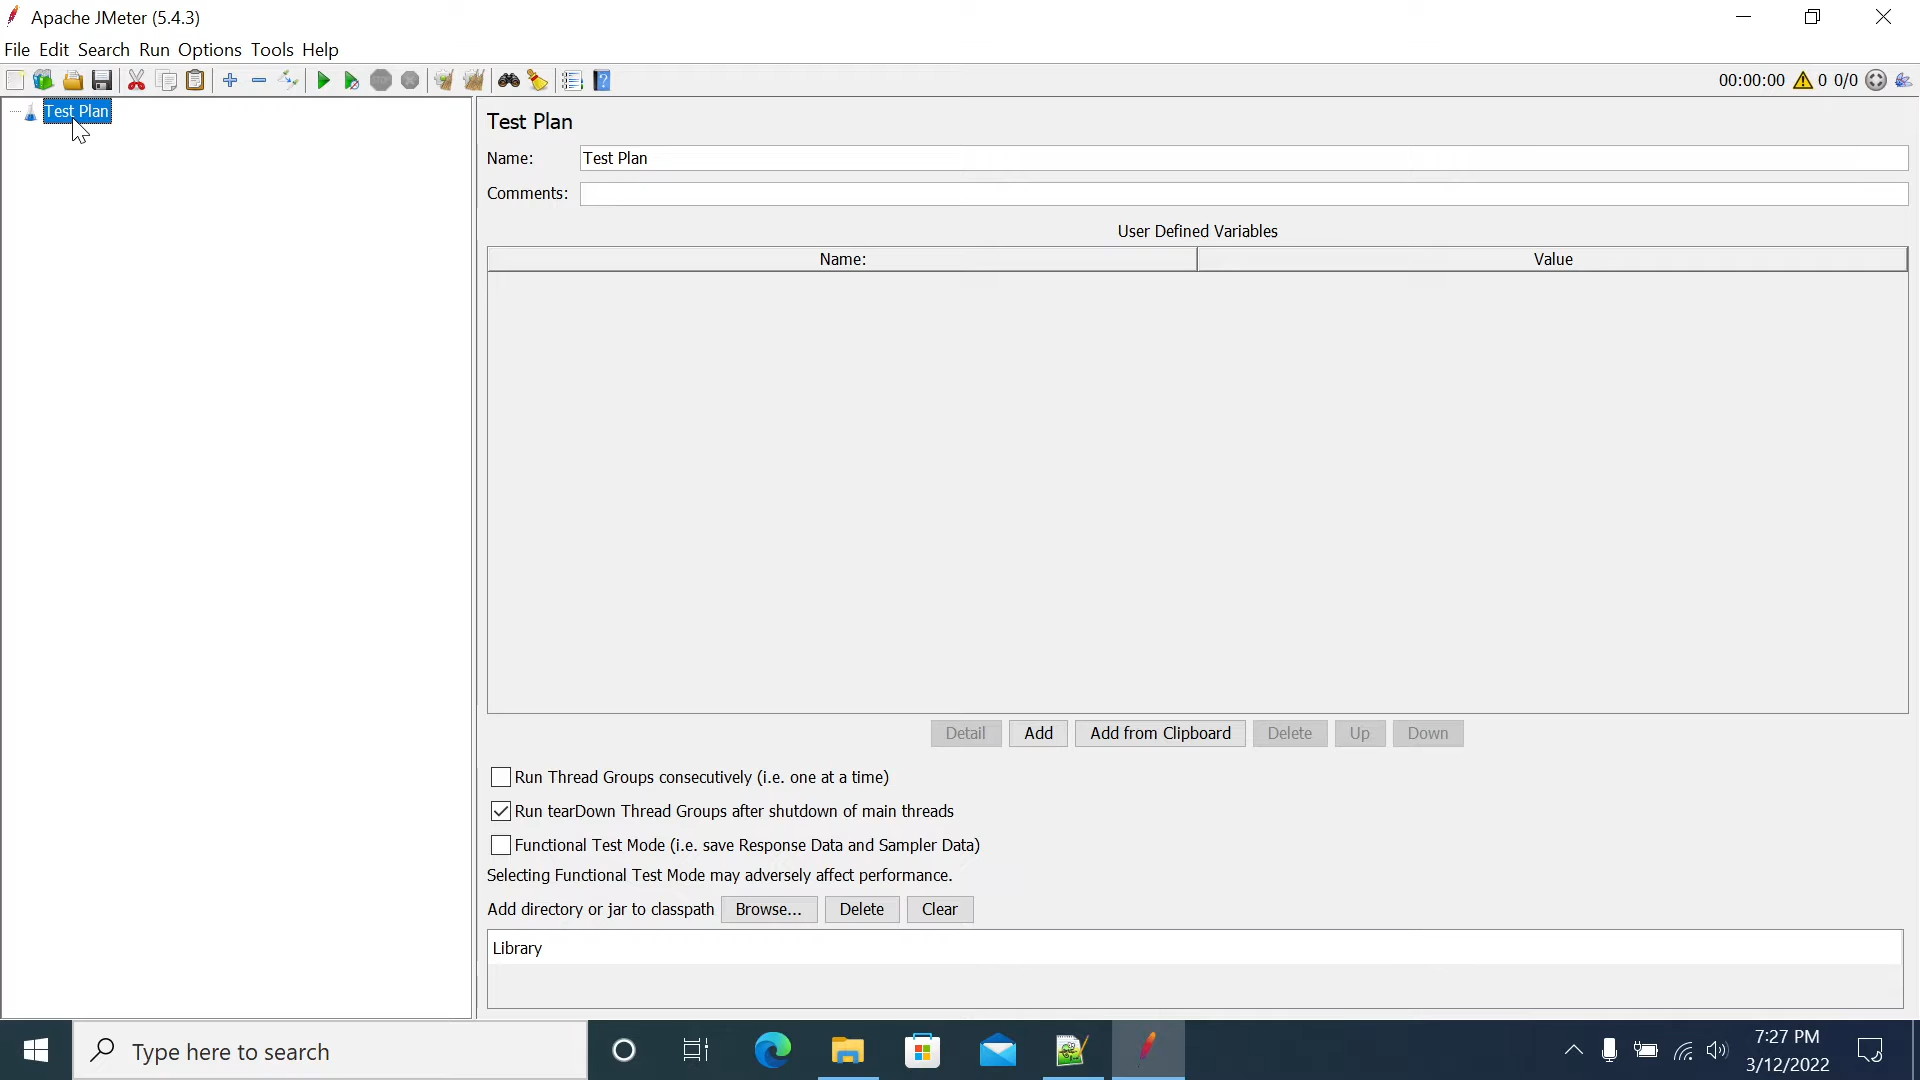 Apache JMeter (5.4.3)
File Edit Search Run Options Tools Help
00:00:00 0 0/0
Test Plan
Test Plan
Name: Test Plan
Comments:
User Defined Variables
Name: Value
Detail Add Add from Clipboard Delete Up Down
Run Thread Groups consecutively (i.e. one at a time)
Run tearDown Thread Groups after shutdown of main threads
Functional Test Mode (i.e. save Response Data and Sampler Data)
Selecting Functional Test Mode may adversely affect performance.
Add directory or jar to classpath Browse... Delete Clear
Library
Type here to search
7:27 PM
3/12/2022